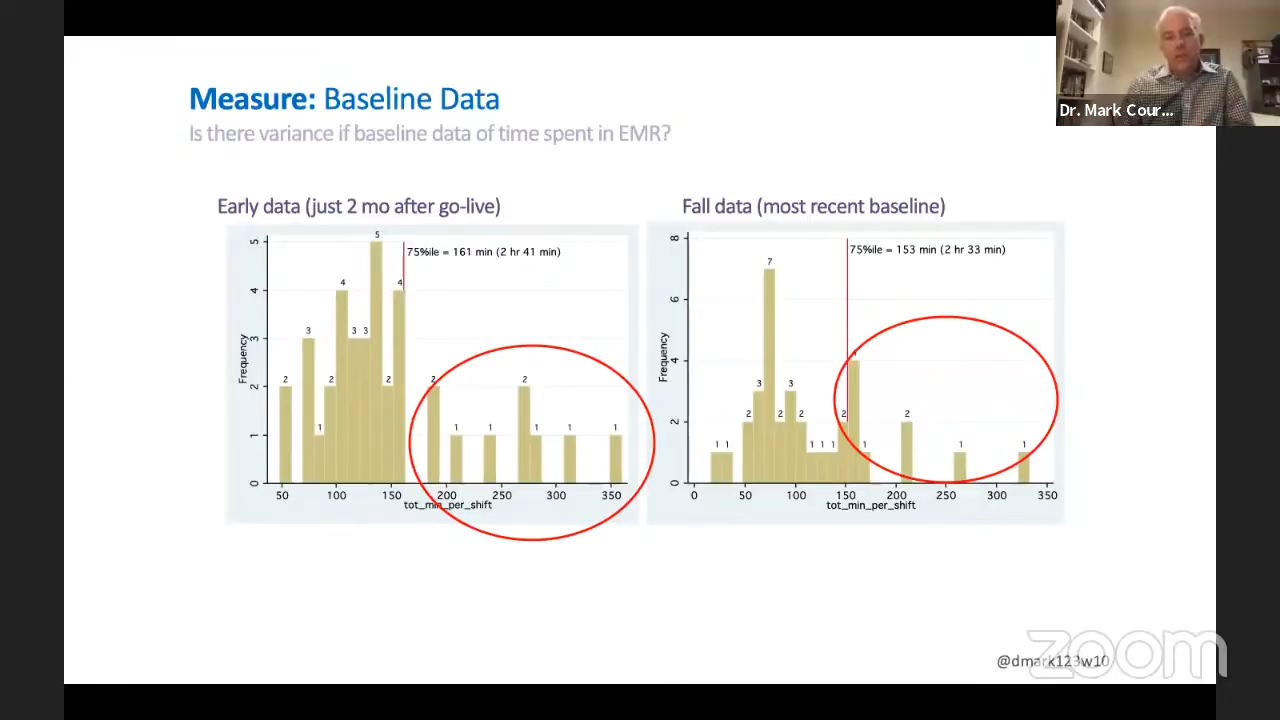 Dr. Mark Cour...
Measure: Baseline Data
Is there variance if baseline data of time spent in EMR?
Early data (just 2 mo after go-live)
75%ile = 161 min (2 hr 41 min)
Frequency
0 1 2 3 4 5
2 3 1 2 4 3 3 5 2 4 2 1 1 2 1 1 1
50 100 150 200 250 300 350
tot_min_per_shift
Fall data (most recent baseline)
75%ile = 153 min (2 hr 33 min)
Frequency
0 2 4 6 8
1 1 2 3 7 2 3 2 1 1 1 2 1 2 1 1
0 50 100 150 200 250 300 350
tot_min_per_shift
@dmark123w10
zoom